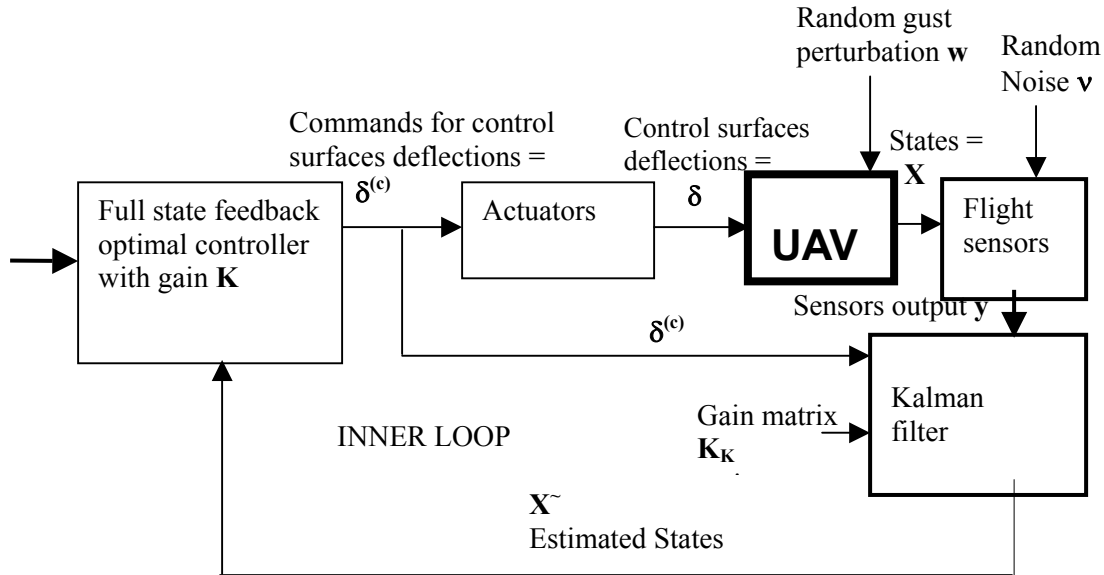 Random gust
perturbation w
Random
Noise ν
Commands for control
surfaces deflections =
δ(c)
Control surfaces
deflections =
δ
States =
X
Full state feedback
optimal controller
with gain K
Actuators
UAV
Flight
sensors
Sensors output y
δ(c)
Gain matrix
KK
Kalman
filter
INNER LOOP
X~
Estimated States